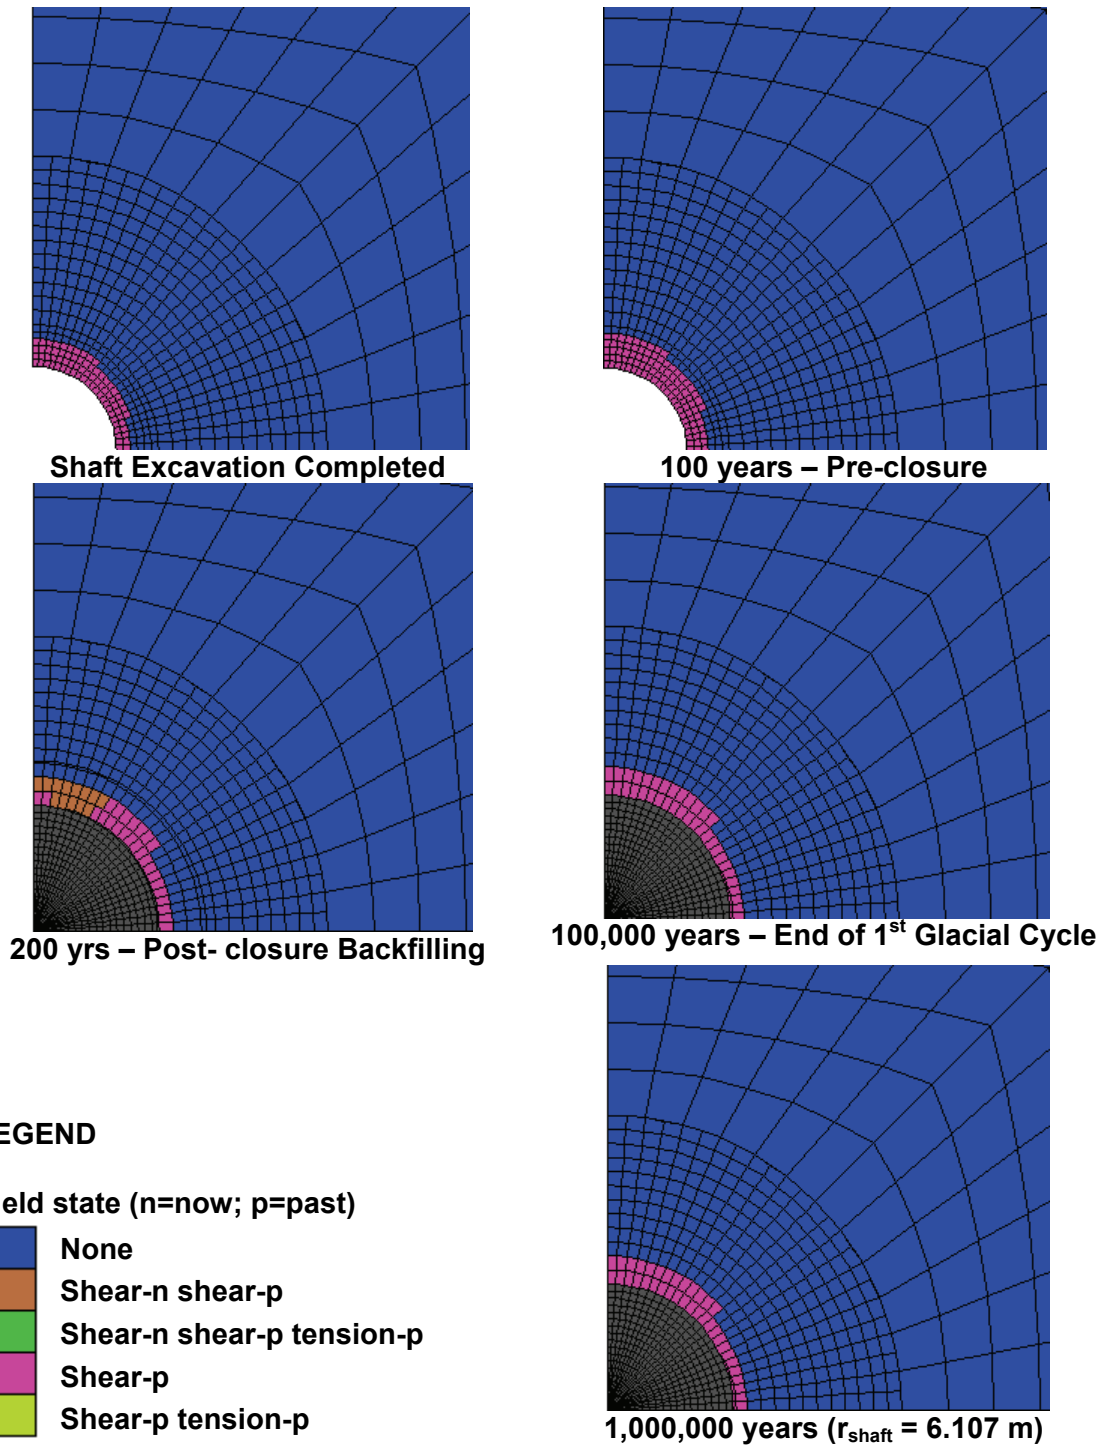 Shaft Excavation Completed
100 years – Pre-closure
200 yrs – Post- closure Backfilling
100,000 years – End of 1st Glacial Cycle
EGEND
eld state (n=now; p=past)
None
Shear-n shear-p
Shear-n shear-p tension-p
Shear-p
Shear-p tension-p
1,000,000 years (rshaft = 6.107 m)